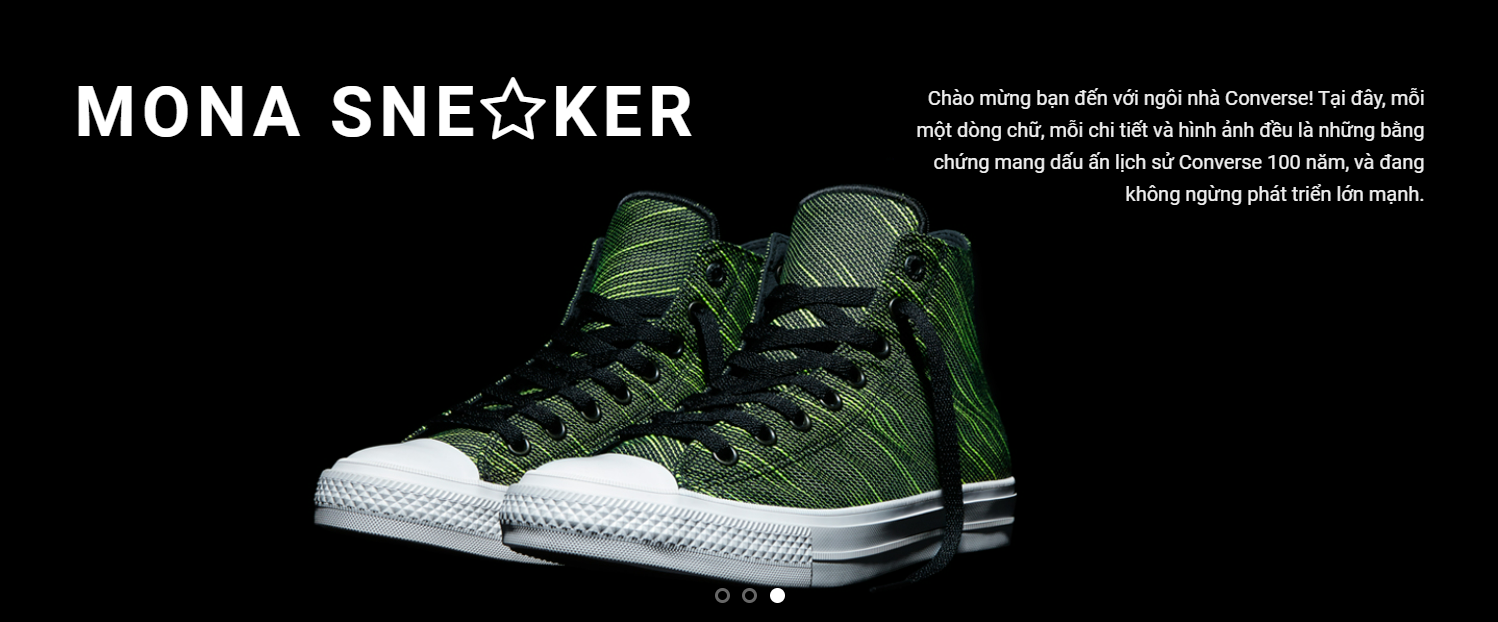 MONA SNE☆KER
Chào mừng bạn đến với ngôi nhà Converse! Tại đây, mỗi
một dòng chữ, mỗi chi tiết và hình ảnh đều là những bằng
chứng mang dấu ấn lịch sử Converse 100 năm, và đang
không ngừng phát triển lớn mạnh.